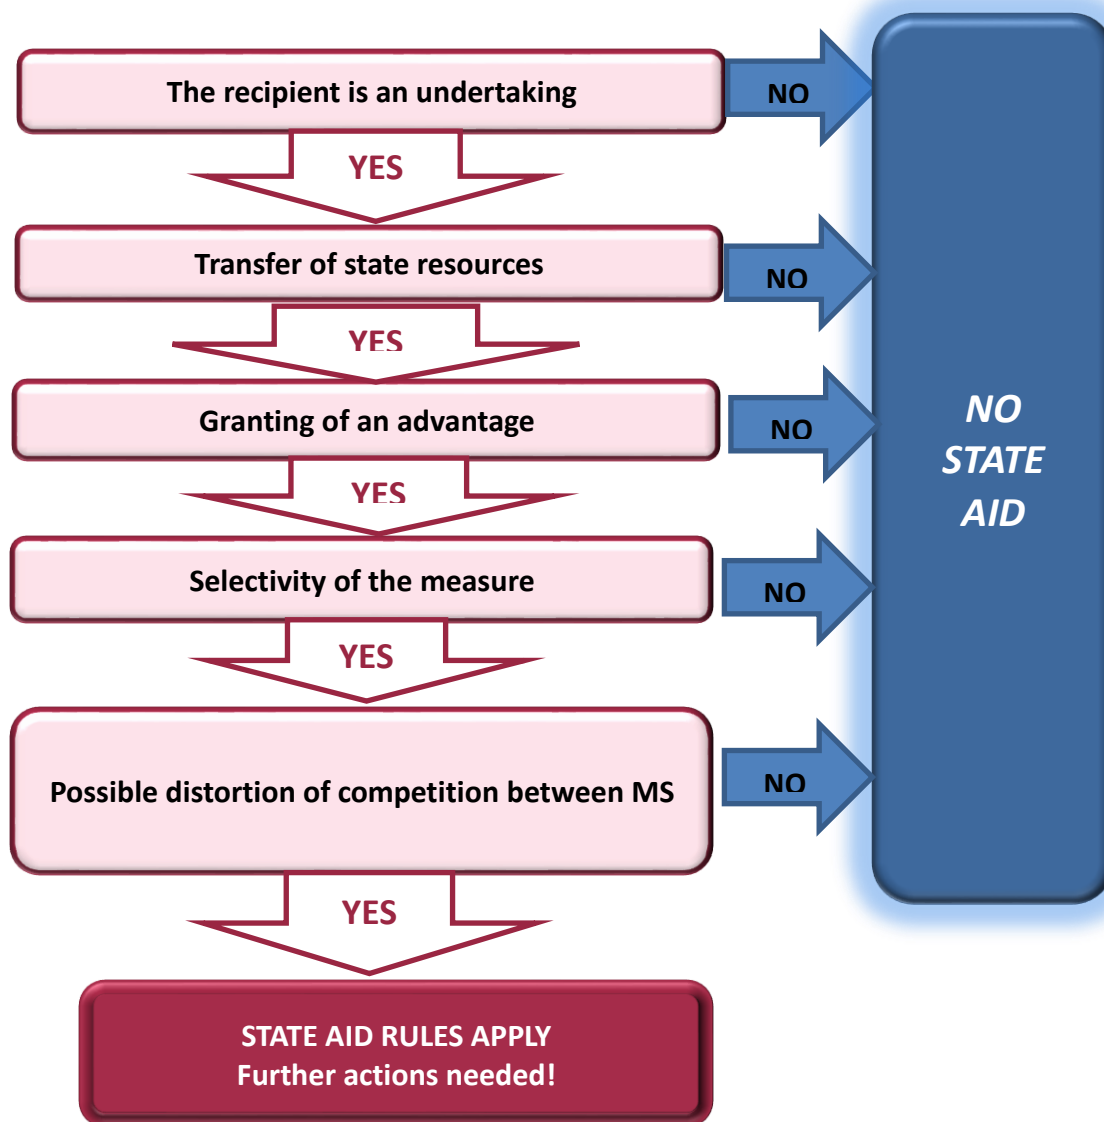 The recipient is an undertaking
NO
YES
Transfer of state resources
NO
YES
Granting of an advantage
NO
YES
Selectivity of the measure
NO
YES
Possible distortion of competition between MS
NO
YES
STATE AID RULES APPLY
Further actions needed!
NO
STATE
AID